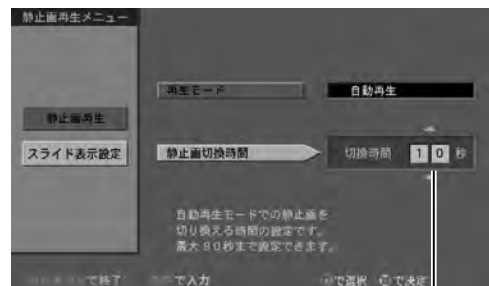 静止画再生メニュー
再生モード
自動再生
静止画再生
スライド表示設定
静止画切換時間
切換時間 10 秒
自動再生モードでの静止画を
切り換える時間の設定です。
最大90秒まで設定できます。
で終了
で入力
で選択
で決定